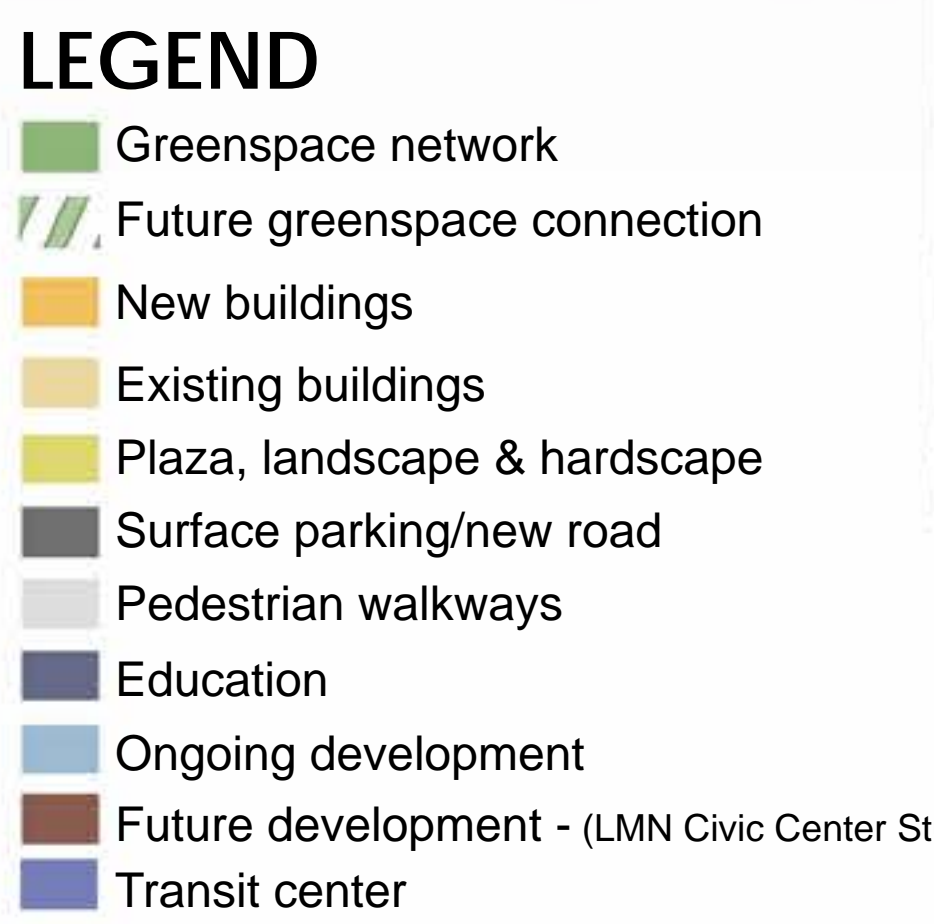 LEGEND
Greenspace network
Future greenspace connection
New buildings
Existing buildings
Plaza, landscape & hardscape
Surface parking/new road
Pedestrian walkways
Education
Ongoing development
Future development - (LMN Civic Center St
Transit center